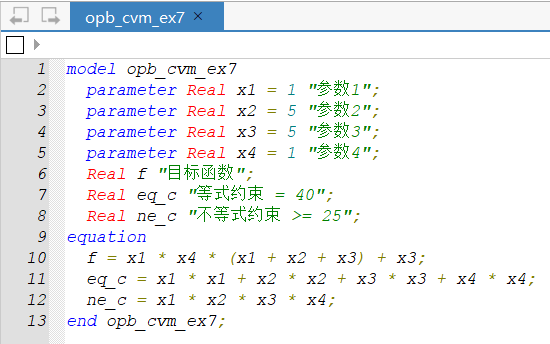 opb_cvm_ex7 ×
1 model opb_cvm_ex7
2 parameter Real x1 = 1 "参数1";
3 parameter Real x2 = 5 "参数2";
4 parameter Real x3 = 5 "参数3";
5 parameter Real x4 = 1 "参数4";
6 Real f "目标函数";
7 Real eq_c "等式约束 = 40";
8 Real ne_c "不等式约束 >= 25";
9 equation
10 f = x1 * x4 * (x1 + x2 + x3) + x3;
11 eq_c = x1 * x1 + x2 * x2 + x3 * x3 + x4 * x4;
12 ne_c = x1 * x2 * x3 * x4;
13 end opb_cvm_ex7;